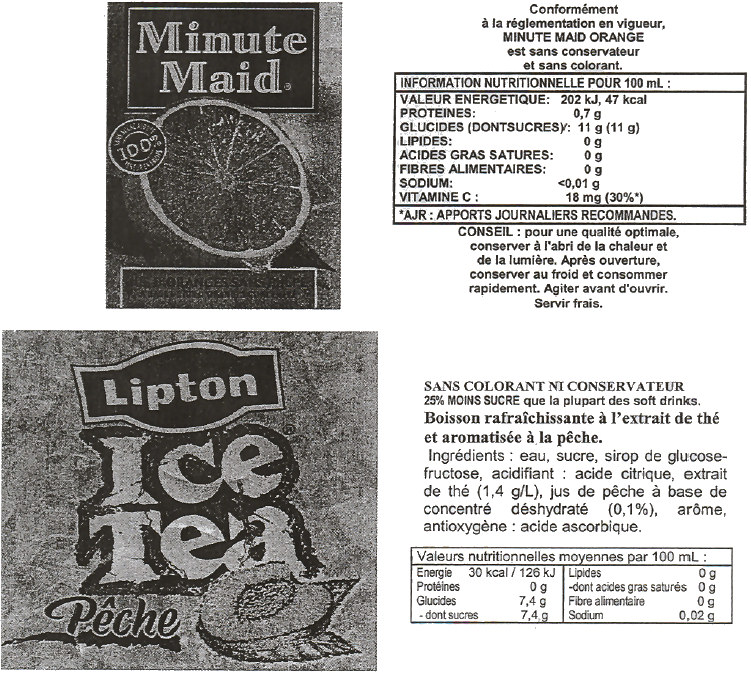 Minute
Maid®
100%
Conformément
à la réglementation en vigueur,
MINUTE MAID ORANGE
est sans conservateur
et sans colorant.
INFORMATION NUTRITIONNELLE POUR 100 mL :
VALEUR ENERGETIQUE: 202 kJ, 47 kcal
PROTEINES: 0,7 g
GLUCIDES (DONTSUCRES): 11 g (11 g)
LIPIDES: 0 g
ACIDES GRAS SATURES: 0 g
FIBRES ALIMENTAIRES: 0 g
SODIUM: <0,01 g
VITAMINE C : 18 mg (30%*)
*AJR : APPORTS JOURNALIERS RECOMMANDES.
CONSEIL : pour une qualité optimale,
conserver à l'abri de la chaleur et
de la lumière. Après ouverture,
conserver au froid et consommer
rapidement. Agiter avant d'ouvrir.
Servir frais.
Lipton
Ice
Tea
Pêche
SANS COLORANT NI CONSERVATEUR
25% MOINS SUCRE que la plupart des soft drinks.
Boisson rafraîchissante à l'extrait de thé
et aromatisée à la pêche.
Ingrédients : eau, sucre, sirop de glucose-
fructose, acidifiant : acide citrique, extrait
de thé (1,4 g/L), jus de pêche à base de
concentré déshydraté (0,1%), arôme,
antioxygène : acide ascorbique.
Valeurs nutritionnelles moyennes par 100 mL :
Energie 30 kcal / 126 kJ Lipides 0 g
Protéines 0 g -dont acides gras saturés 0 g
Glucides 7,4 g Fibre alimentaire 0 g
- dont sucres 7,4 g Sodium 0,02 g